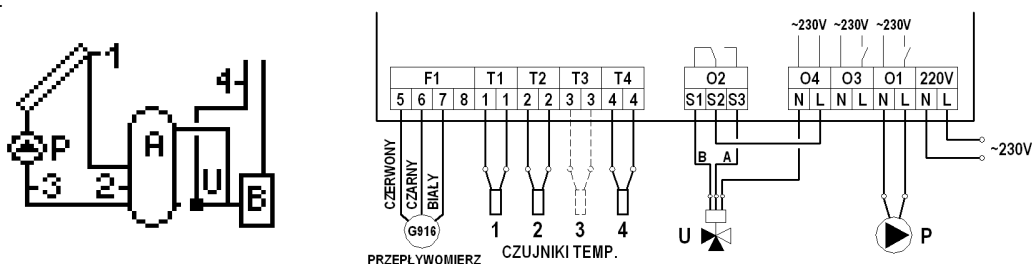 1
4
P
A
3
2
U
B
~230V ~230V ~230V
F1 T1 T2 T3 T4 O2 O4 O3 O1 220V
5 6 7 8 1 1 2 2 3 3 4 4 S1 S2 S3 N L N L N L N L
~230V
B A
CZERWONY
CZARNY
BIAŁY
G916
1 2 3 4
U
P
PRZEPŁYWOMIERZ
CZUJNIKI TEMP.